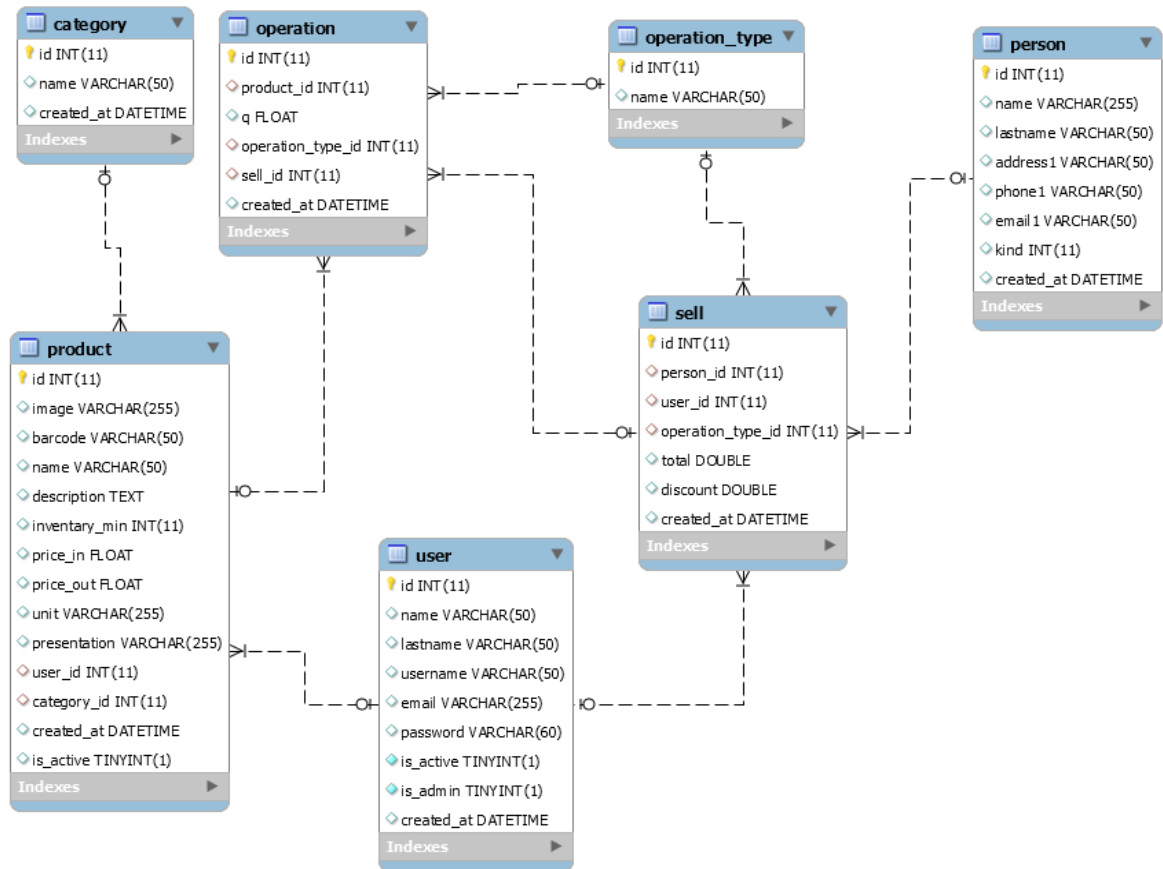 category
id INT(11)
name VARCHAR(50)
created_at DATETIME
Indexes
operation
id INT(11)
product_id INT(11)
q FLOAT
operation_type_id INT(11)
sell_id INT(11)
created_at DATETIME
Indexes
operation_type
id INT(11)
name VARCHAR(50)
Indexes
person
id INT(11)
name VARCHAR(255)
lastname VARCHAR(50)
address1 VARCHAR(50)
phone1 VARCHAR(50)
email1 VARCHAR(50)
kind INT(11)
created_at DATETIME
Indexes
product
id INT(11)
image VARCHAR(255)
barcode VARCHAR(50)
name VARCHAR(50)
description TEXT
inventory_min INT(11)
price_in FLOAT
price_out FLOAT
unit VARCHAR(255)
presentation VARCHAR(255)
user_id INT(11)
category_id INT(11)
created_at DATETIME
is_active TINYINT(1)
Indexes
sell
id INT(11)
person_id INT(11)
user_id INT(11)
operation_type_id INT(11)
total DOUBLE
discount DOUBLE
created_at DATETIME
Indexes
user
id INT(11)
name VARCHAR(50)
lastname VARCHAR(50)
username VARCHAR(50)
email VARCHAR(255)
password VARCHAR(60)
is_active TINYINT(1)
is_admin TINYINT(1)
created_at DATETIME
Indexes